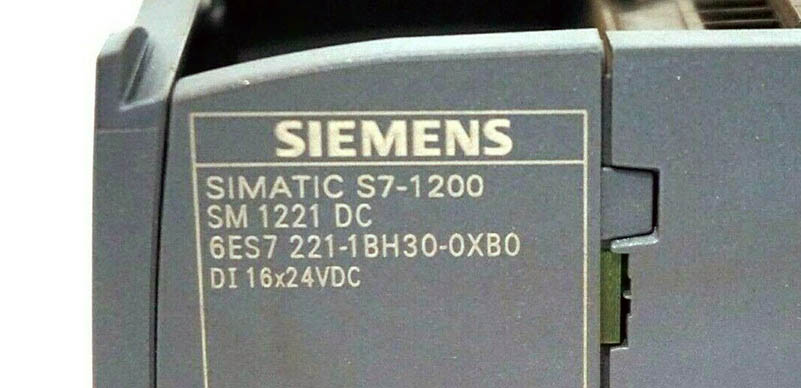 SIEMENS
SIMATIC S7-1200
SM 1221 DC
6ES7 221-1BH30-0XB0
DI 16x24VDC